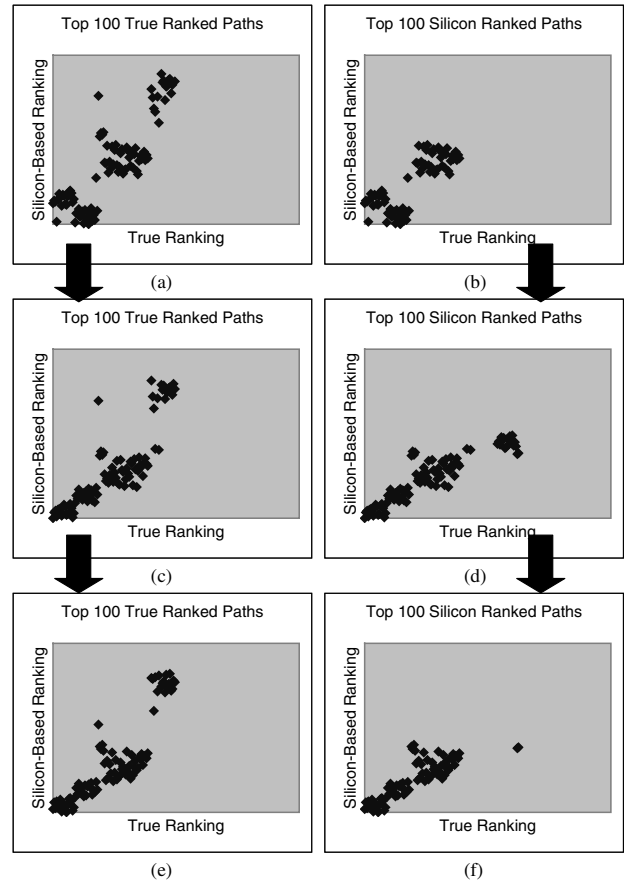 Top 100 True Ranked Paths
Silicon-Based Ranking
True Ranking
(a)
Top 100 Silicon Ranked Paths
Silicon-Based Ranking
True Ranking
(b)
Top 100 True Ranked Paths
Silicon-Based Ranking
True Ranking
(c)
Top 100 Silicon Ranked Paths
Silicon-Based Ranking
True Ranking
(d)
Top 100 True Ranked Paths
Silicon-Based Ranking
True Ranking
(e)
Top 100 Silicon Ranked Paths
Silicon-Based Ranking
True Ranking
(f)